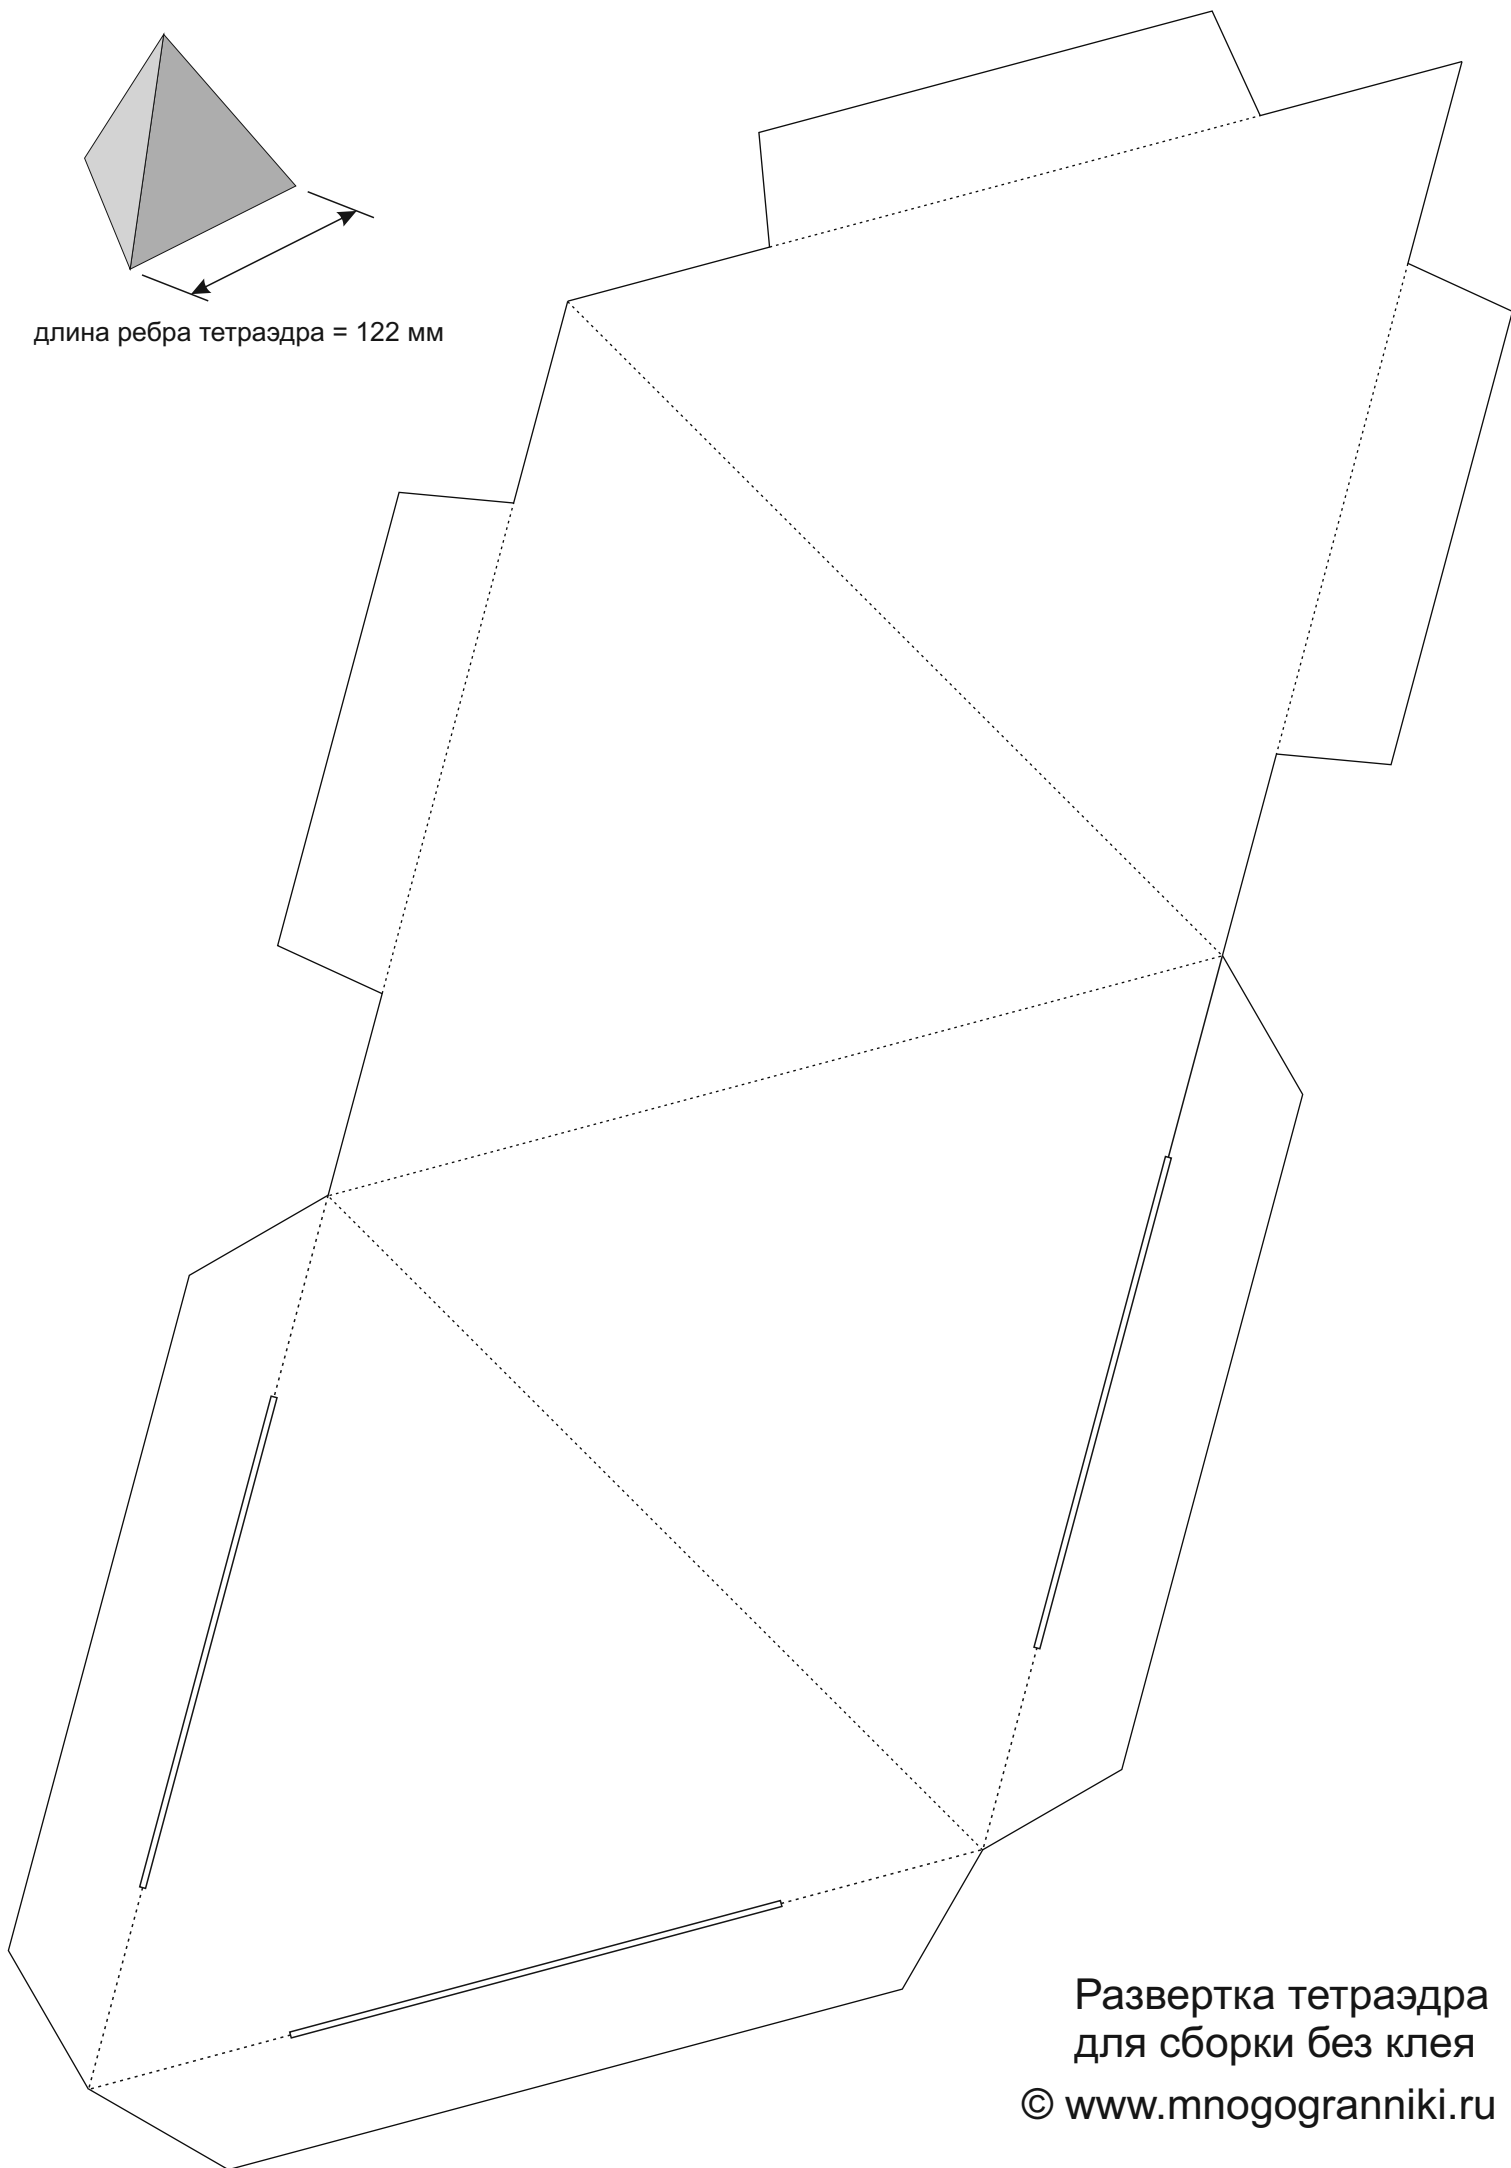 длина ребра тетраэдра = 122 мм
Развертка тетраэдра
для сборки без клея
© www.mnogogranniki.ru